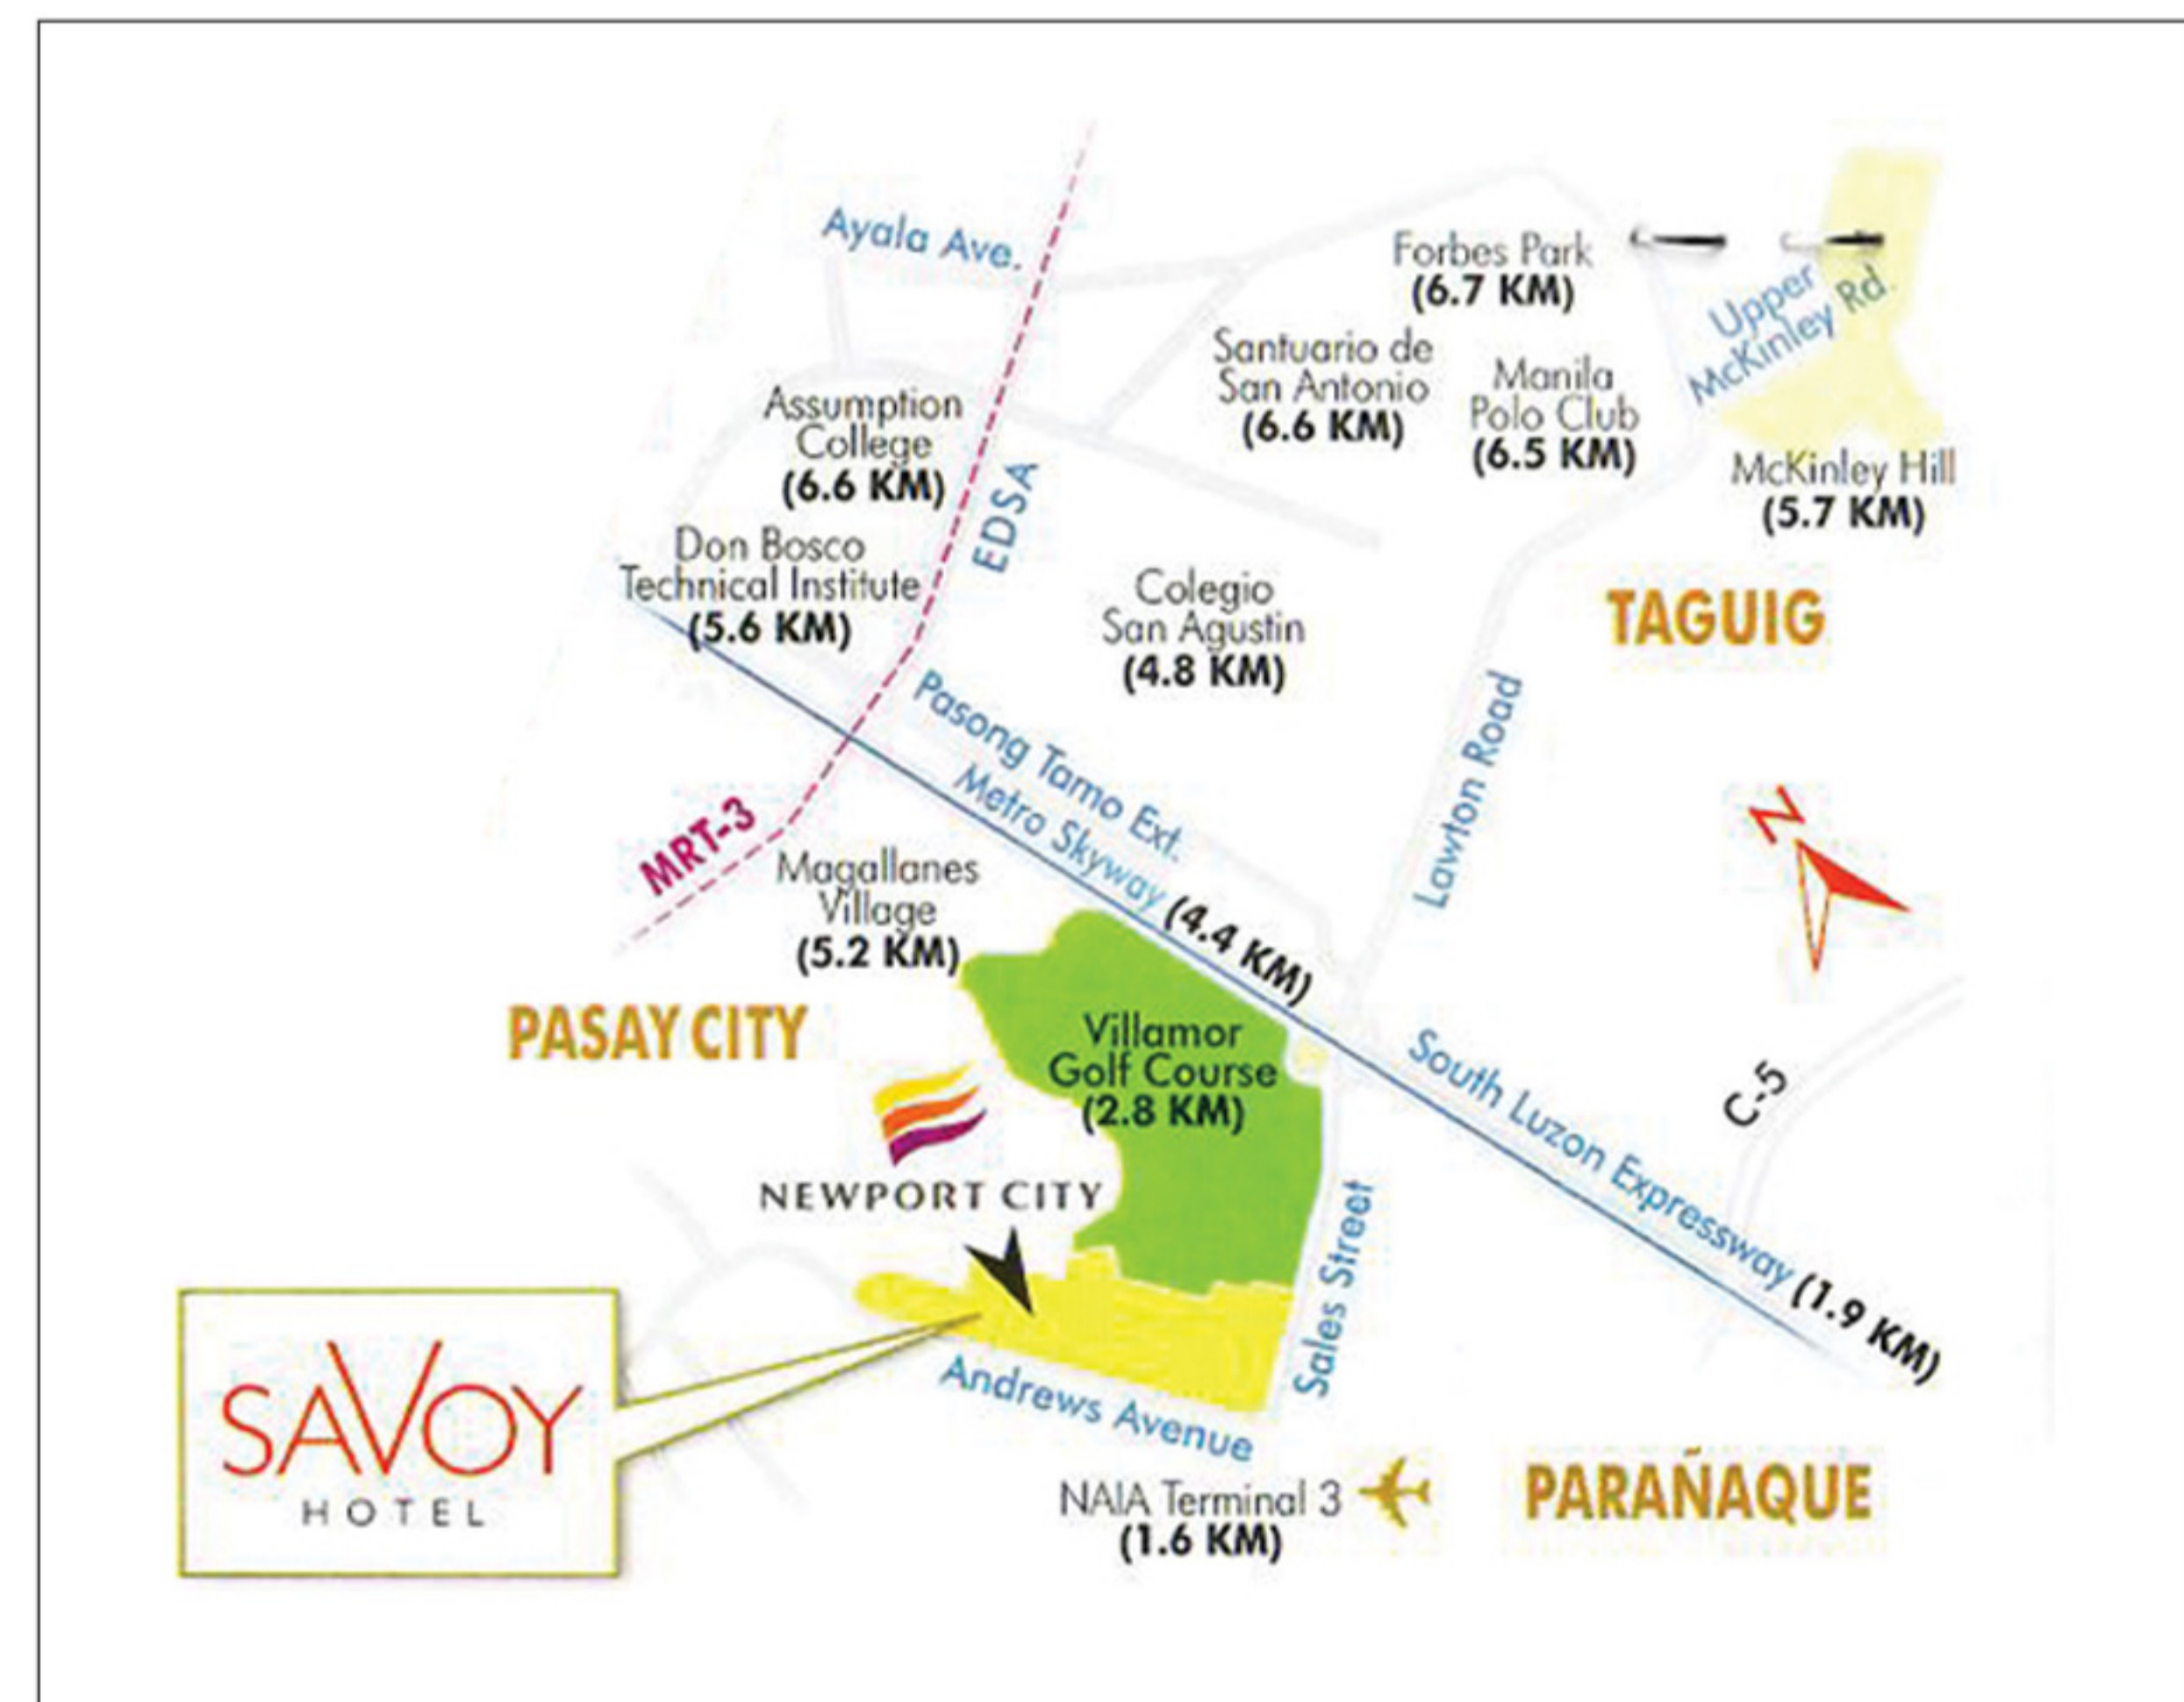 Ayala Ave.
Forbes Park
(6.7 KM)
Upper
McKinley Rd.
Santuario de
San Antonio
(6.6 KM)
Manila
Polo Club
(6.5 KM)
Assumption
College
(6.6 KM)
McKinley Hill
(5.7 KM)
EDSA
Don Bosco
Technical Institute
(5.6 KM)
Colegio
San Agustin
(4.8 KM)
TAGUIG
Pasong Tamo Ext.
Metro Skyway (4.4 KM)
Lawton Road
N
MRT-3
Magallanes
Village
(5.2 KM)
PASAY CITY
Villamor
Golf Course
(2.8 KM)
South Luzon Expressway (1.9 KM)
C-5
NEWPORT CITY
Sales Street
SAVOY
HOTEL
Andrews Avenue
NAIA Terminal 3
(1.6 KM)
PARAÑAQUE